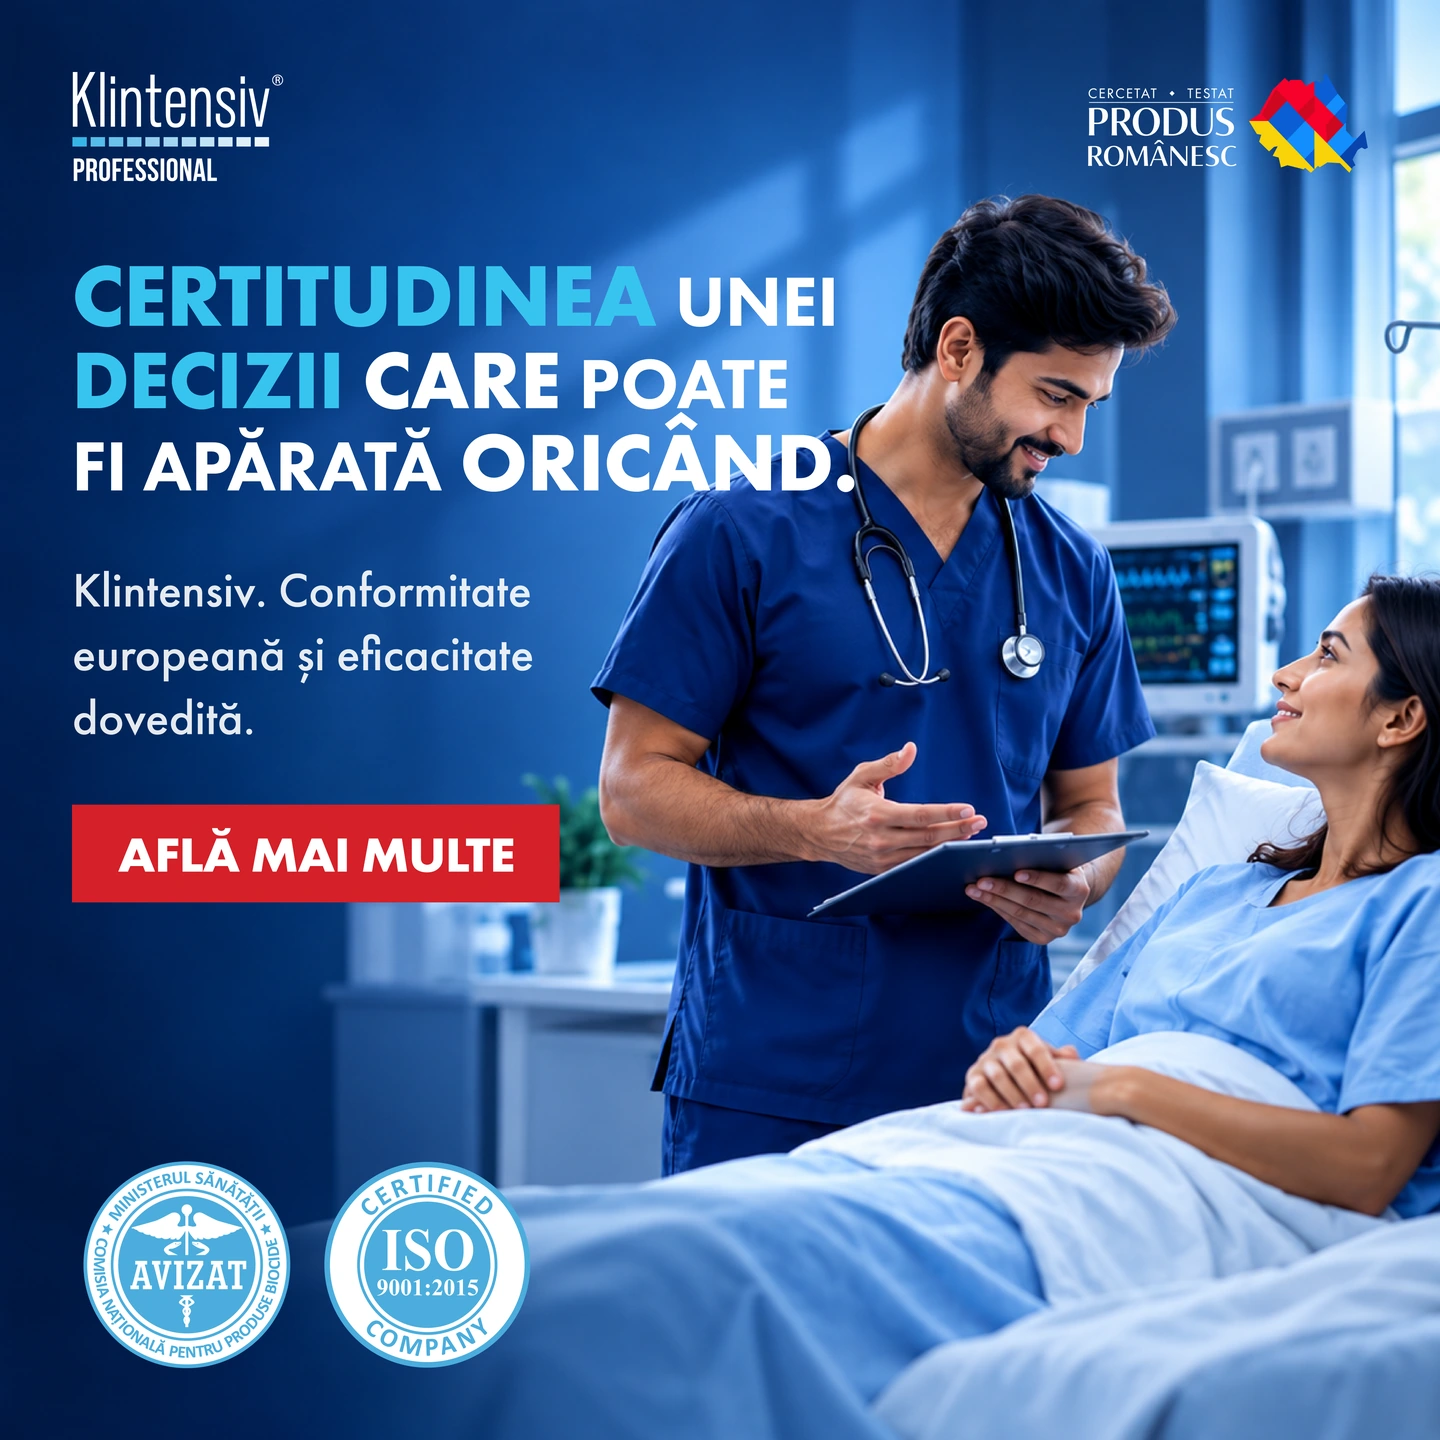 Klintensiv®
PROFESSIONAL
CERCETAT • TESTAT
PRODUS
ROMÂNESC
CERTITUDINEA UNEI
DECIZII CARE POATE
FI APĂRATĂ ORICÂND.
Klintensiv. Conformitate
europeană și eficacitate
dovedită.
AFLĂ MAI MULTE
★ MINISTERUL SĂNĂTĂȚII ★
AVIZAT
COMISIA NAȚIONALĂ PENTRU PRODUSE BIOCIDE
CERTIFIED
ISO
9001:2015
COMPANY